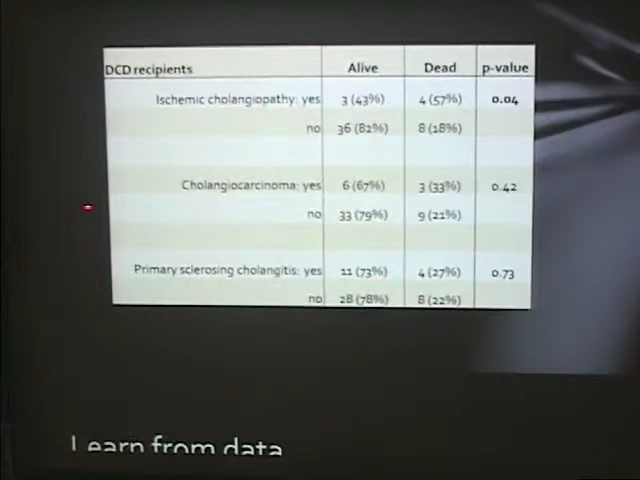 DCD recipients Alive Dead p-value
Ischemic cholangiopathy: yes 3 (43%) 4 (57%) 0.04
no 36 (82%) 8 (18%)
Cholangiocarcinoma: yes 6 (67%) 3 (33%) 0.42
no 33 (79%) 9 (21%)
Primary sclerosing cholangitis: yes 11 (73%) 4 (27%) 0.73
no 28 (78%) 8 (22%)
Learn from data